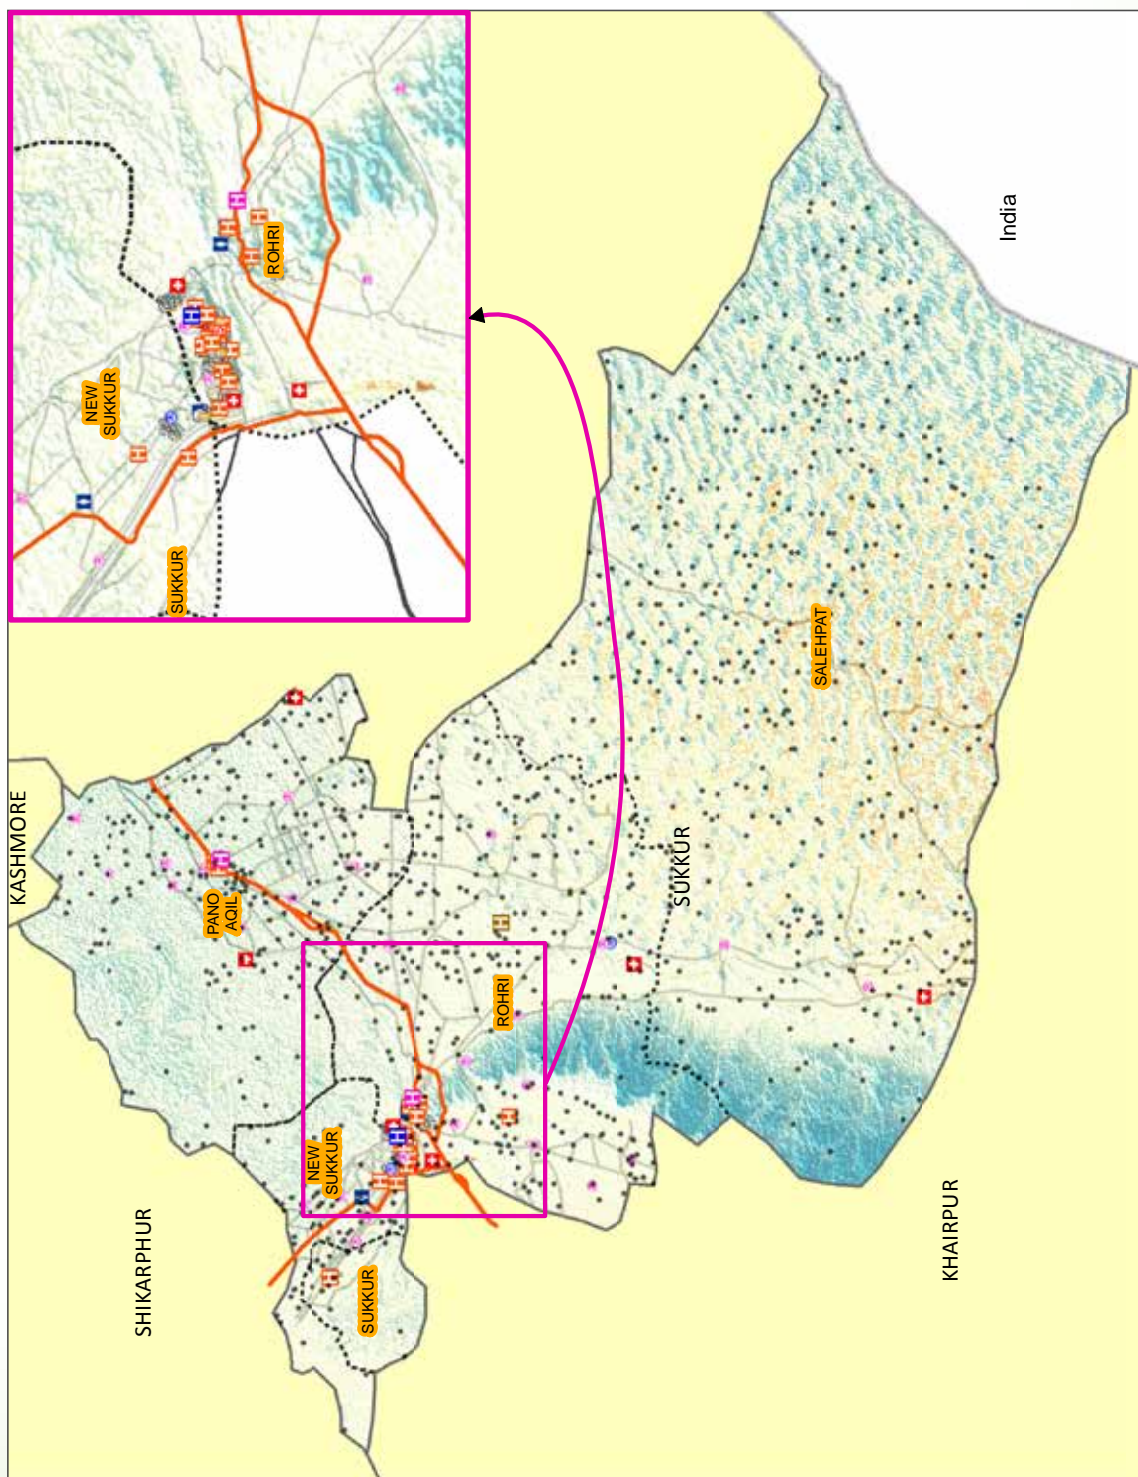 KASHMORE
NEW
SUKKUR
SHIKARPHUR
SUKKUR
PANO
AQIL
ROHRI
NEW
SUKKUR
SUKKUR
ROHRI
SUKKUR
SALEHPAT
KHAIRPUR
India